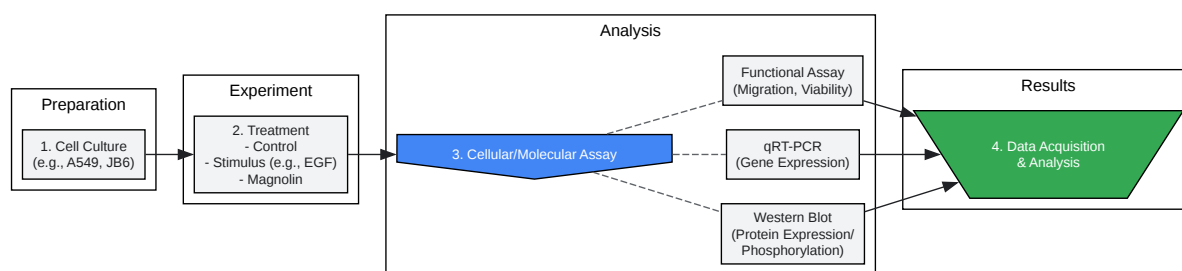 Preparation
1. Cell Culture
(e.g., A549, JB6)
Experiment
2. Treatment
- Control
- Stimulus (e.g., EGF)
- Magnolin
Analysis
3. Cellular/Molecular Assay
Functional Assay
(Migration, Viability)
qRT-PCR
(Gene Expression)
Western Blot
(Protein Expression/
Phosphorylation)
Results
4. Data Acquisition
& Analysis